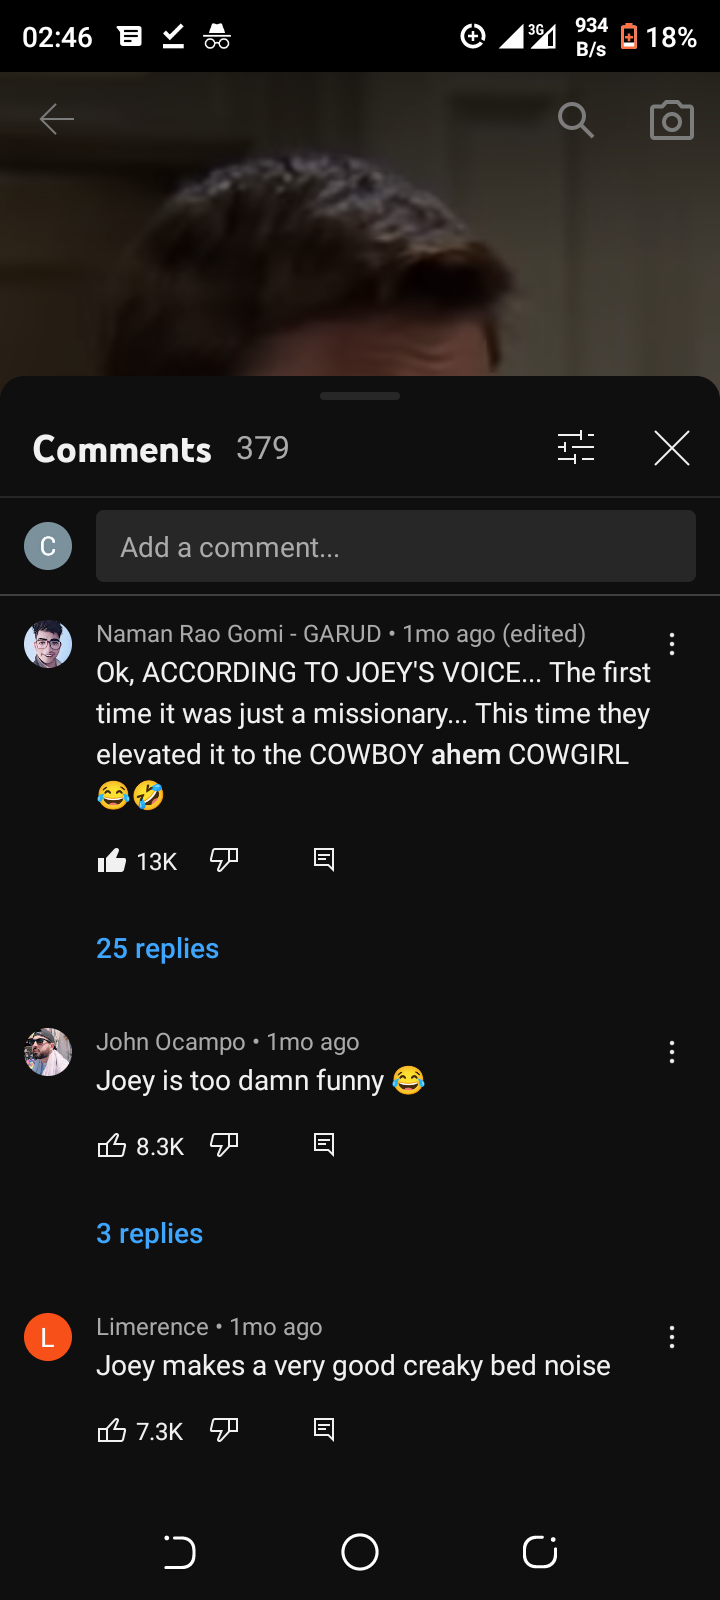 02:46
3G
934
B/s
18%
Comments 379
C
Add a comment...
Naman Rao Gomi - GARUD • 1mo ago (edited)
Ok, ACCORDING TO JOEY'S VOICE... The first
time it was just a missionary... This time they
elevated it to the COWBOY ahem COWGIRL
😂🤣
13K
25 replies
John Ocampo • 1mo ago
Joey is too damn funny 😂
8.3K
3 replies
L
Limerence • 1mo ago
Joey makes a very good creaky bed noise
7.3K